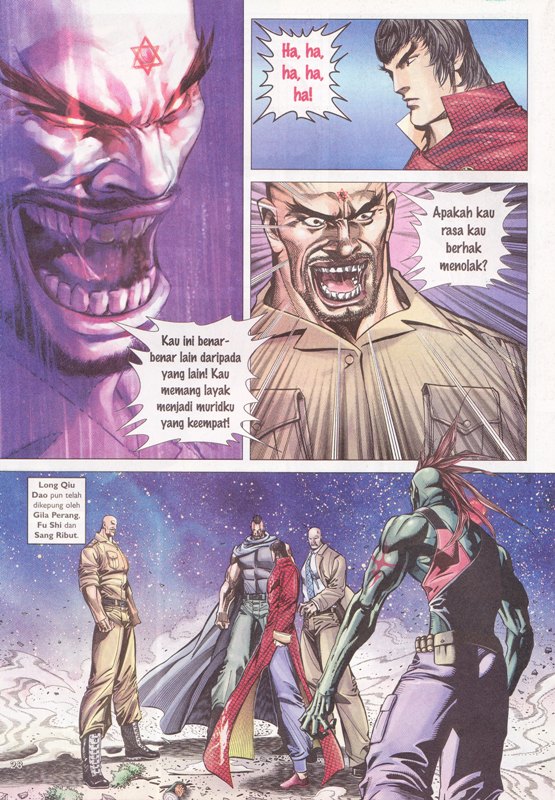 Ha, ha,
ha, ha,
ha!
Apakah kau
rasa kau
berhak
menolak?
Kau ini benar-
benar lain daripada
yang lain! Kau
memang layak
menjadi muridku
yang keempat!
Long Qiu
Dao pun telah
dikepung oleh
Gila Perang,
Fu Shi dan
Sang Ribut.